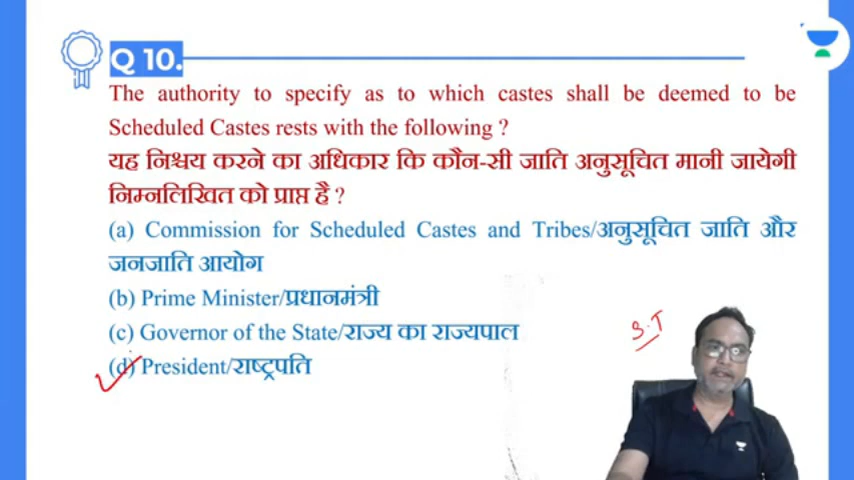 Q 10.
The authority to specify as to which castes shall be deemed to be
Scheduled Castes rests with the following ?
यह निश्चय करने का अधिकार कि कौन-सी जाति अनुसूचित मानी जायेगी
निम्नलिखित को प्राप्त है ?
(a) Commission for Scheduled Castes and Tribes/अनुसूचित जाति और
जनजाति आयोग
(b) Prime Minister/प्रधानमंत्री
(c) Governor of the State/राज्य का राज्यपाल
(d) President/राष्ट्रपति
S.T